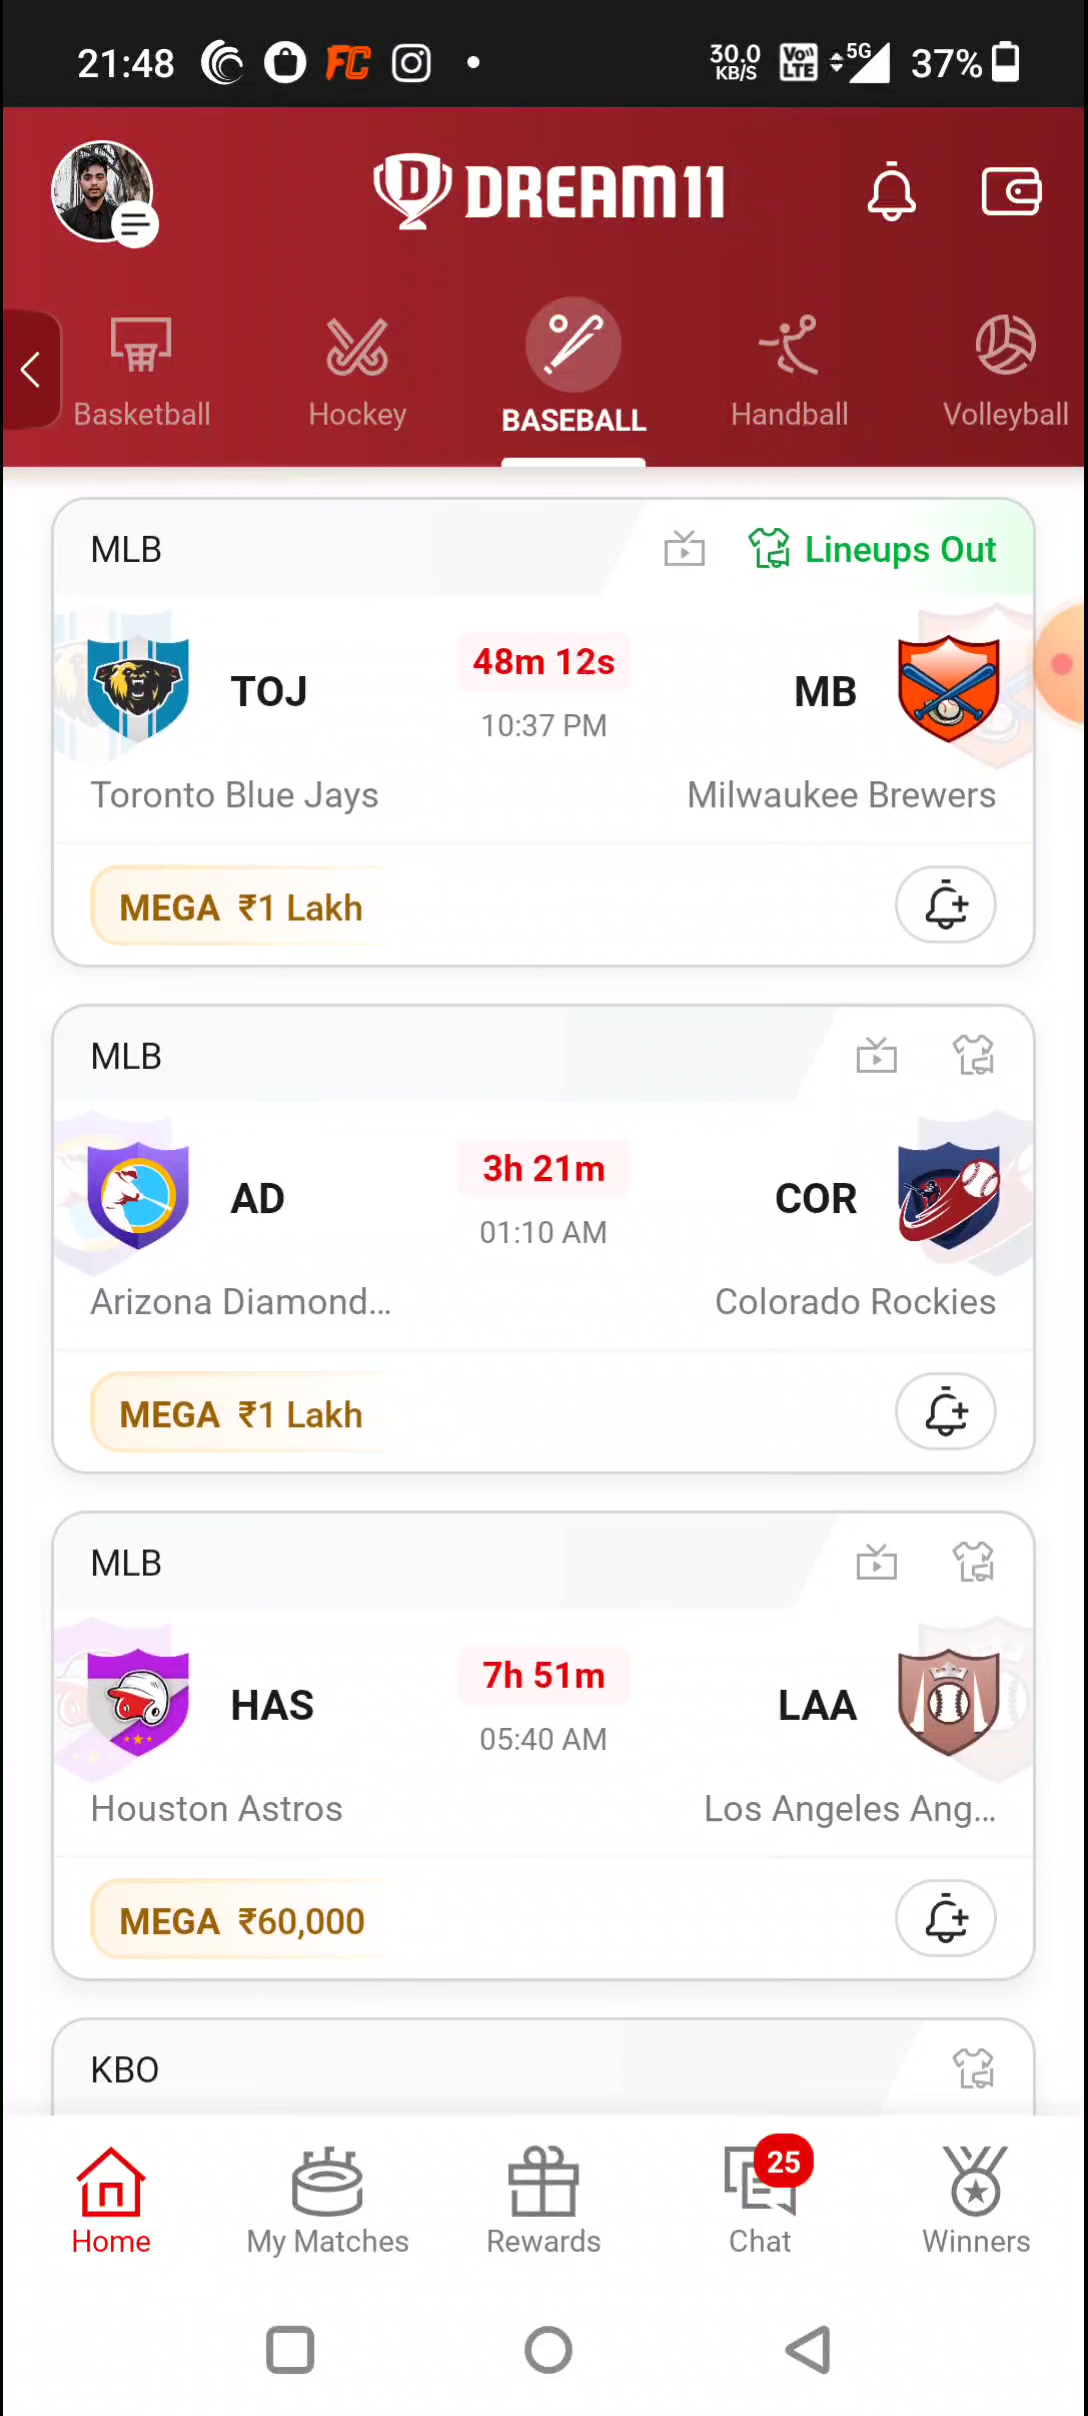 21:48 FC 30.0 KB/S VoLTE 5G 37%
DREAM11
Basketball Hockey BASEBALL Handball Volleyball
MLB Lineups Out
TOJ 48m 12s MB
10:37 PM
Toronto Blue Jays Milwaukee Brewers
MEGA ₹1 Lakh
MLB
AD 3h 21m COR
01:10 AM
Arizona Diamond... Colorado Rockies
MEGA ₹1 Lakh
MLB
HAS 7h 51m LAA
05:40 AM
Houston Astros Los Angeles Ang...
MEGA ₹60,000
KBO
25
Home My Matches Rewards Chat Winners